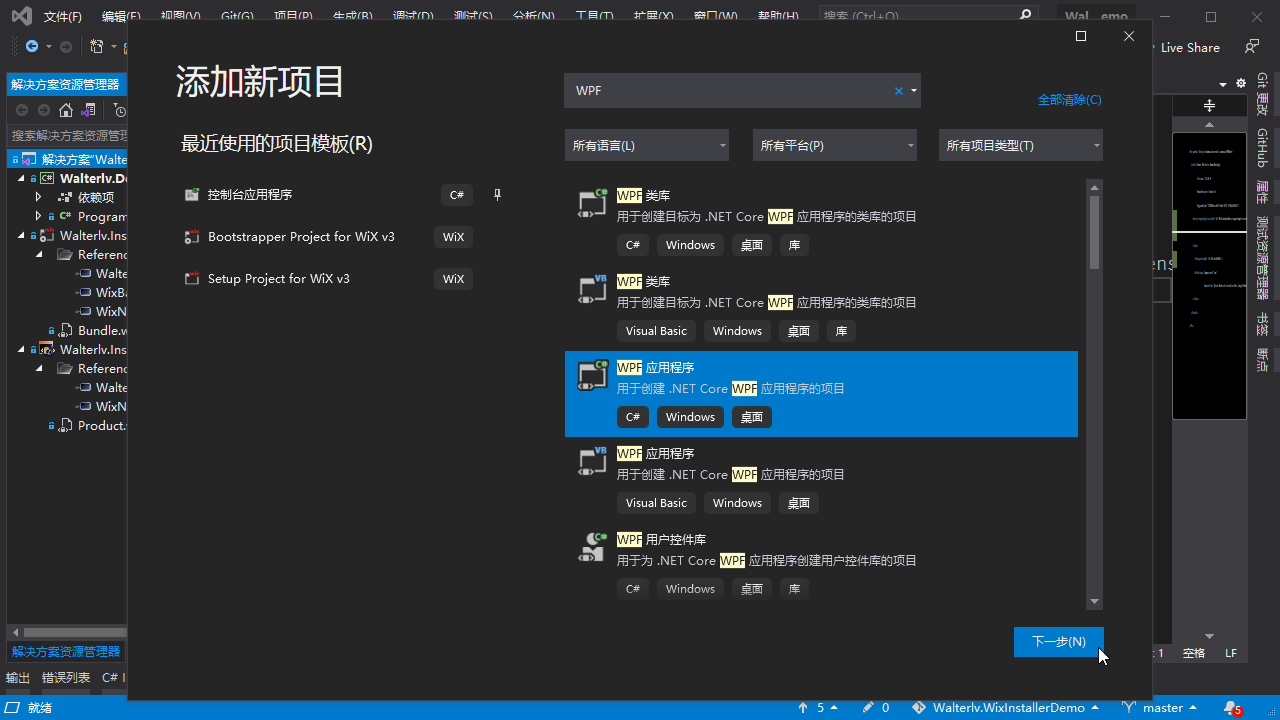 文件(F) 编辑(E) 视图(V) Git(G) 项目(P) 生成(B) 调试(D) 测试(S) 分析(N) 工具(T) 扩展(X) 窗口(W) 帮助(H) 搜索 (Ctrl+Q)
Live Share
添加新项目
WPF
全部清除(C)
最近使用的项目模板(R)
所有语言(L) 所有平台(P) 所有项目类型(T)
控制台应用程序 C#
Bootstrapper Project for WiX v3 WiX
Setup Project for WiX v3 WiX
WPF 类库
用于创建目标为 .NET Core WPF 应用程序的类库的项目
C# Windows 桌面 库
WPF 类库
用于创建目标为 .NET Core WPF 应用程序的类库的项目
Visual Basic Windows 桌面 库
WPF 应用程序
用于创建 .NET Core WPF 应用程序的项目
C# Windows 桌面
WPF 应用程序
用于创建 .NET Core WPF 应用程序的项目
Visual Basic Windows 桌面
WPF 用户控件库
用于为 .NET Core WPF 应用程序创建用户控件库的项目
C# Windows 桌面 库
下一步(N)
解决方案资源管理器
搜索解决方案资源管理
解决方案"Walte
Walterlv.D
依赖项
C# Program
Walterlv.Ins
Referenc
Walte
WixBa
WixN
Bundle.w
Walterlv.Ins
Referenc
Walte
WixN
Product.
解决方案资源管理器
输出 错误列表 C# I
Git 更改
GitHub
属性
测试资源管理器
书签
断点
ens
: 1 空格 LF
就绪 5 0 Walterlv.WixInstallerDemo master 5